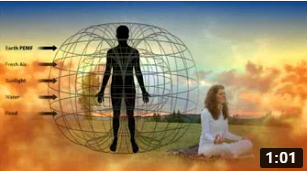 Earth PEMF
Fresh Air
Sunlight
Water
Food
1:01